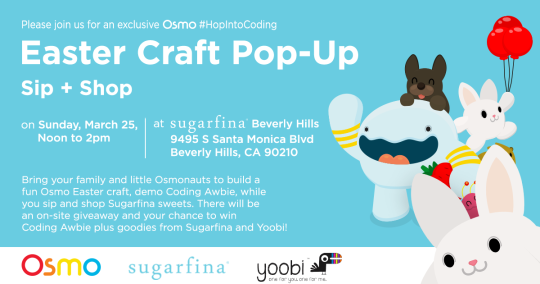 Please join us for an exclusive Osmo #HopIntoCoding
Easter Craft Pop-Up
Sip + Shop
on Sunday, March 25,
Noon to 2pm
at sugarfina® Beverly Hills
9495 S Santa Monica Blvd
Beverly Hills, CA 90210
Bring your family and little Osmonauts to build a
fun Osmo Easter craft, demo Coding Awbie, while
you sip and shop Sugarfina sweets. There will be
an on-site giveaway and your chance to win
Coding Awbie plus goodies from Sugarfina and Yoobi!
Osmo
sugarfina®
yoobi
one for you, one for me.